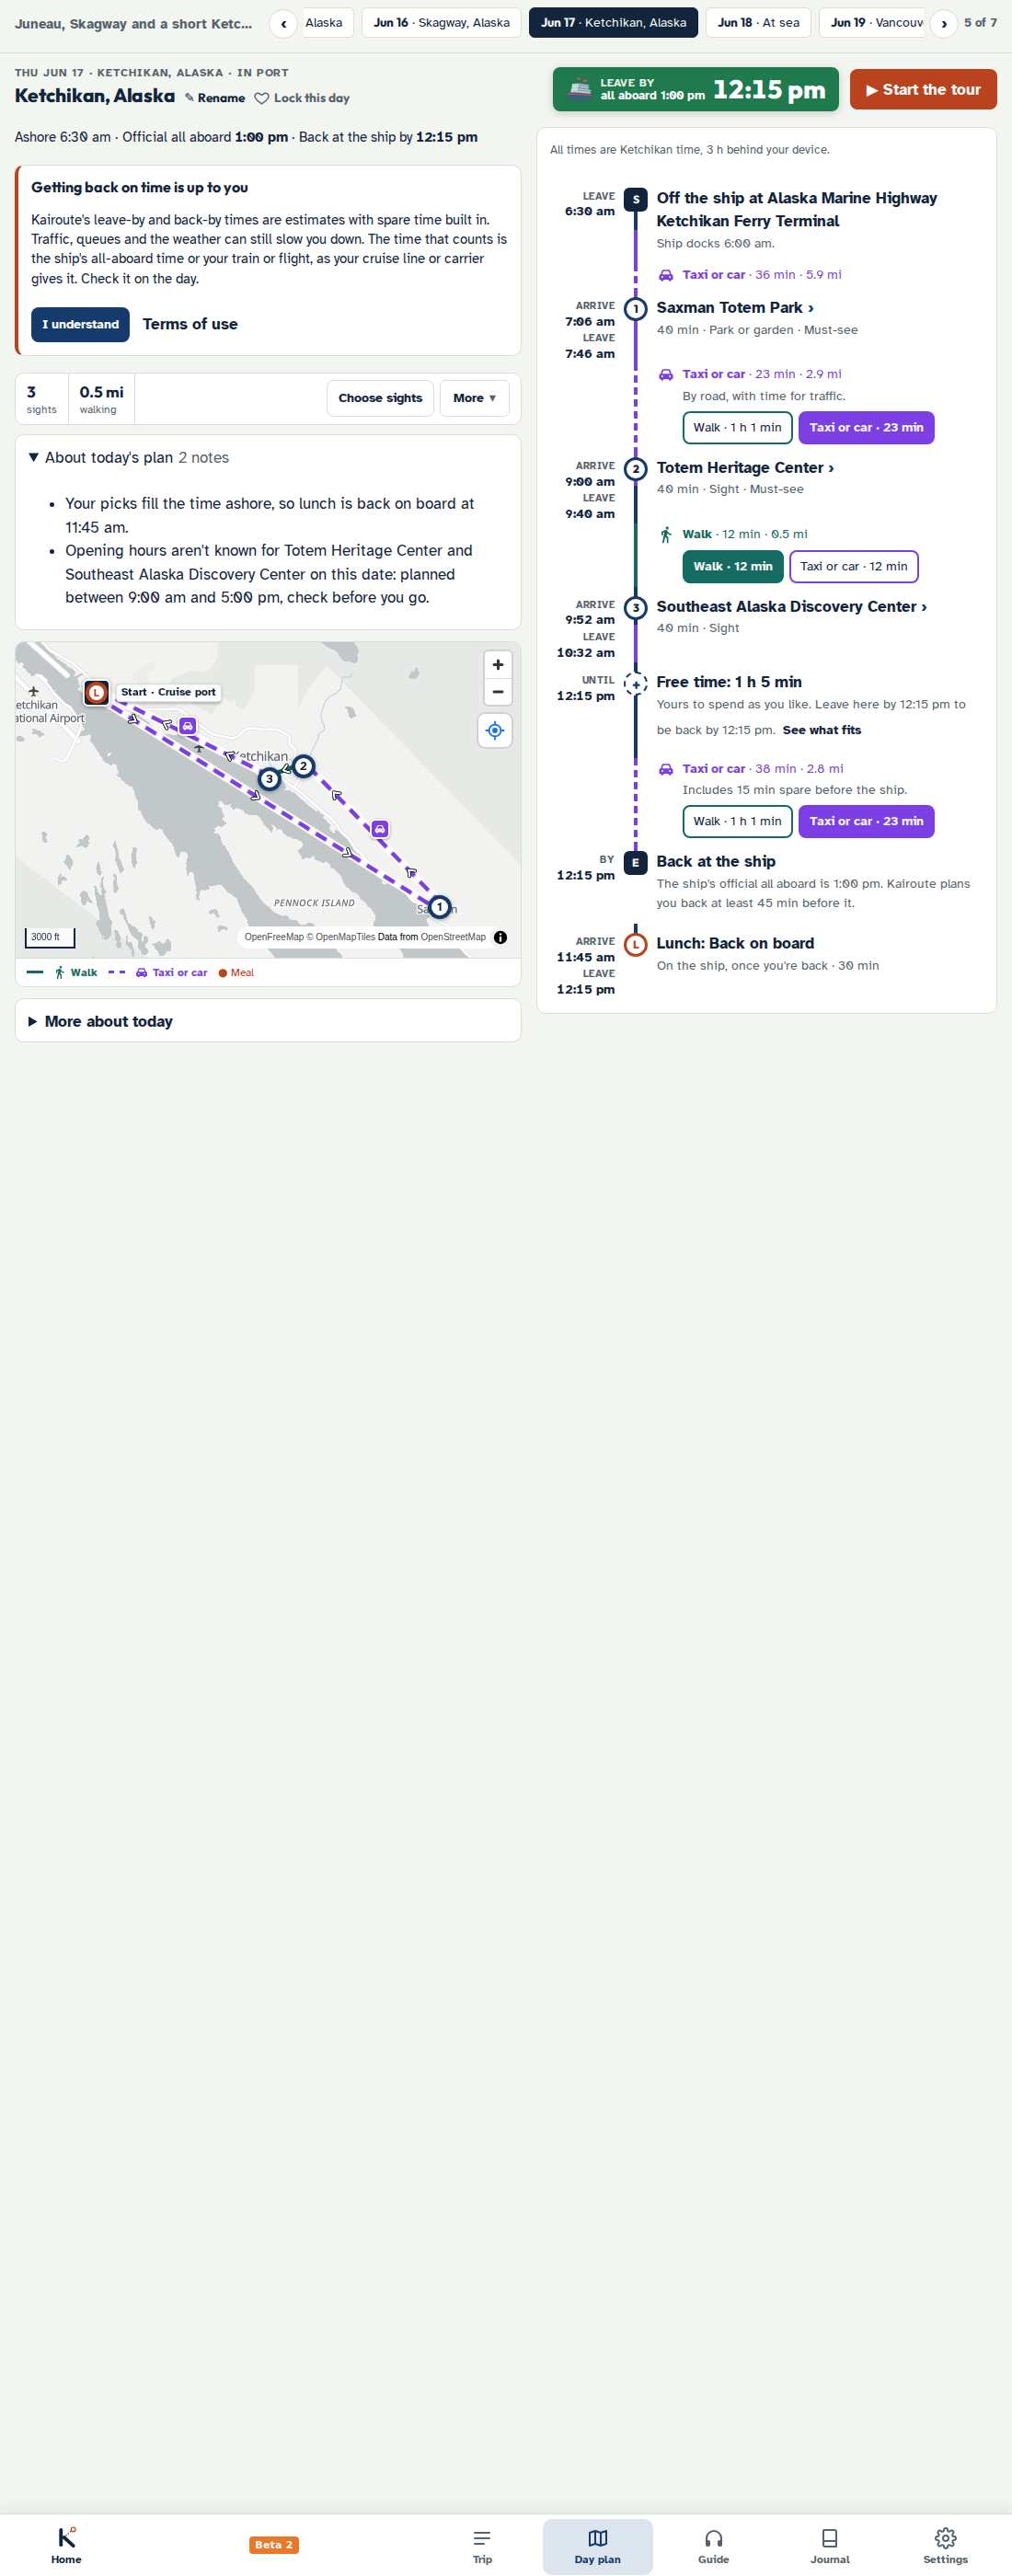 Juneau, Skagway and a short Ketc...
‹
Alaska
Jun 16 · Skagway, Alaska
Jun 17 · Ketchikan, Alaska
Jun 18 · At sea
Jun 19 · Vancouv
›
5 of 7
THU JUN 17 · KETCHIKAN, ALASKA · IN PORT
Ketchikan, Alaska
✎ Rename
Lock this day
LEAVE BY
all aboard 1:00 pm
12:15 pm
▶ Start the tour
Ashore 6:30 am · Official all aboard 1:00 pm · Back at the ship by 12:15 pm
Getting back on time is up to you
Kairoute's leave-by and back-by times are estimates with spare time built in.
Traffic, queues and the weather can still slow you down. The time that counts is
the ship's all-aboard time or your train or flight, as your cruise line or carrier
gives it. Check it on the day.
I understand
Terms of use
3
sights
0.5 mi
walking
Choose sights
More ▼
▼ About today's plan 2 notes
• Your picks fill the time ashore, so lunch is back on board at
11:45 am.
• Opening hours aren't known for Totem Heritage Center and
Southeast Alaska Discovery Center on this date: planned
between 9:00 am and 5:00 pm, check before you go.
L
Start · Cruise port
etchikan
ational Airport
Ketchikan
3
2
1
PENNOCK ISLAND
3000 ft
OpenFreeMap © OpenMapTiles Data from OpenStreetMap
+
−
Walk
Taxi or car
Meal
▶ More about today
All times are Ketchikan time, 3 h behind your device.
LEAVE
6:30 am
S
Off the ship at Alaska Marine Highway
Ketchikan Ferry Terminal
Ship docks 6:00 am.
Taxi or car · 36 min · 5.9 mi
ARRIVE
7:06 am
LEAVE
7:46 am
1
Saxman Totem Park ›
40 min · Park or garden · Must-see
Taxi or car · 23 min · 2.9 mi
By road, with time for traffic.
Walk · 1 h 1 min
Taxi or car · 23 min
ARRIVE
9:00 am
LEAVE
9:40 am
2
Totem Heritage Center ›
40 min · Sight · Must-see
Walk · 12 min · 0.5 mi
Walk · 12 min
Taxi or car · 12 min
ARRIVE
9:52 am
LEAVE
10:32 am
3
Southeast Alaska Discovery Center ›
40 min · Sight
UNTIL
12:15 pm
+
Free time: 1 h 5 min
Yours to spend as you like. Leave here by 12:15 pm to
be back by 12:15 pm. See what fits
Taxi or car · 38 min · 2.8 mi
Includes 15 min spare before the ship.
Walk · 1 h 1 min
Taxi or car · 23 min
BY
12:15 pm
E
Back at the ship
The ship's official all aboard is 1:00 pm. Kairoute plans
you back at least 45 min before it.
ARRIVE
11:45 am
LEAVE
12:15 pm
L
Lunch: Back on board
On the ship, once you're back · 30 min
Home
Beta 2
Trip
Day plan
Guide
Journal
Settings